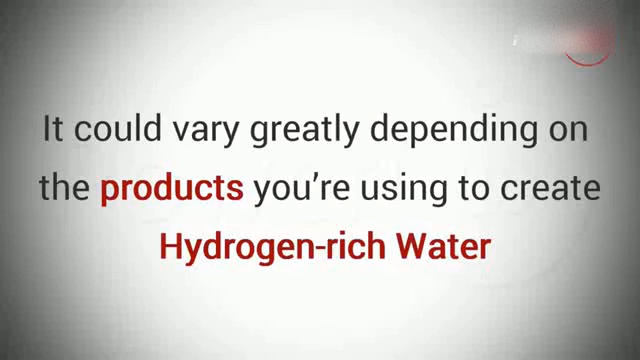 It could vary greatly depending on
the products you’re using to create
Hydrogen-rich Water